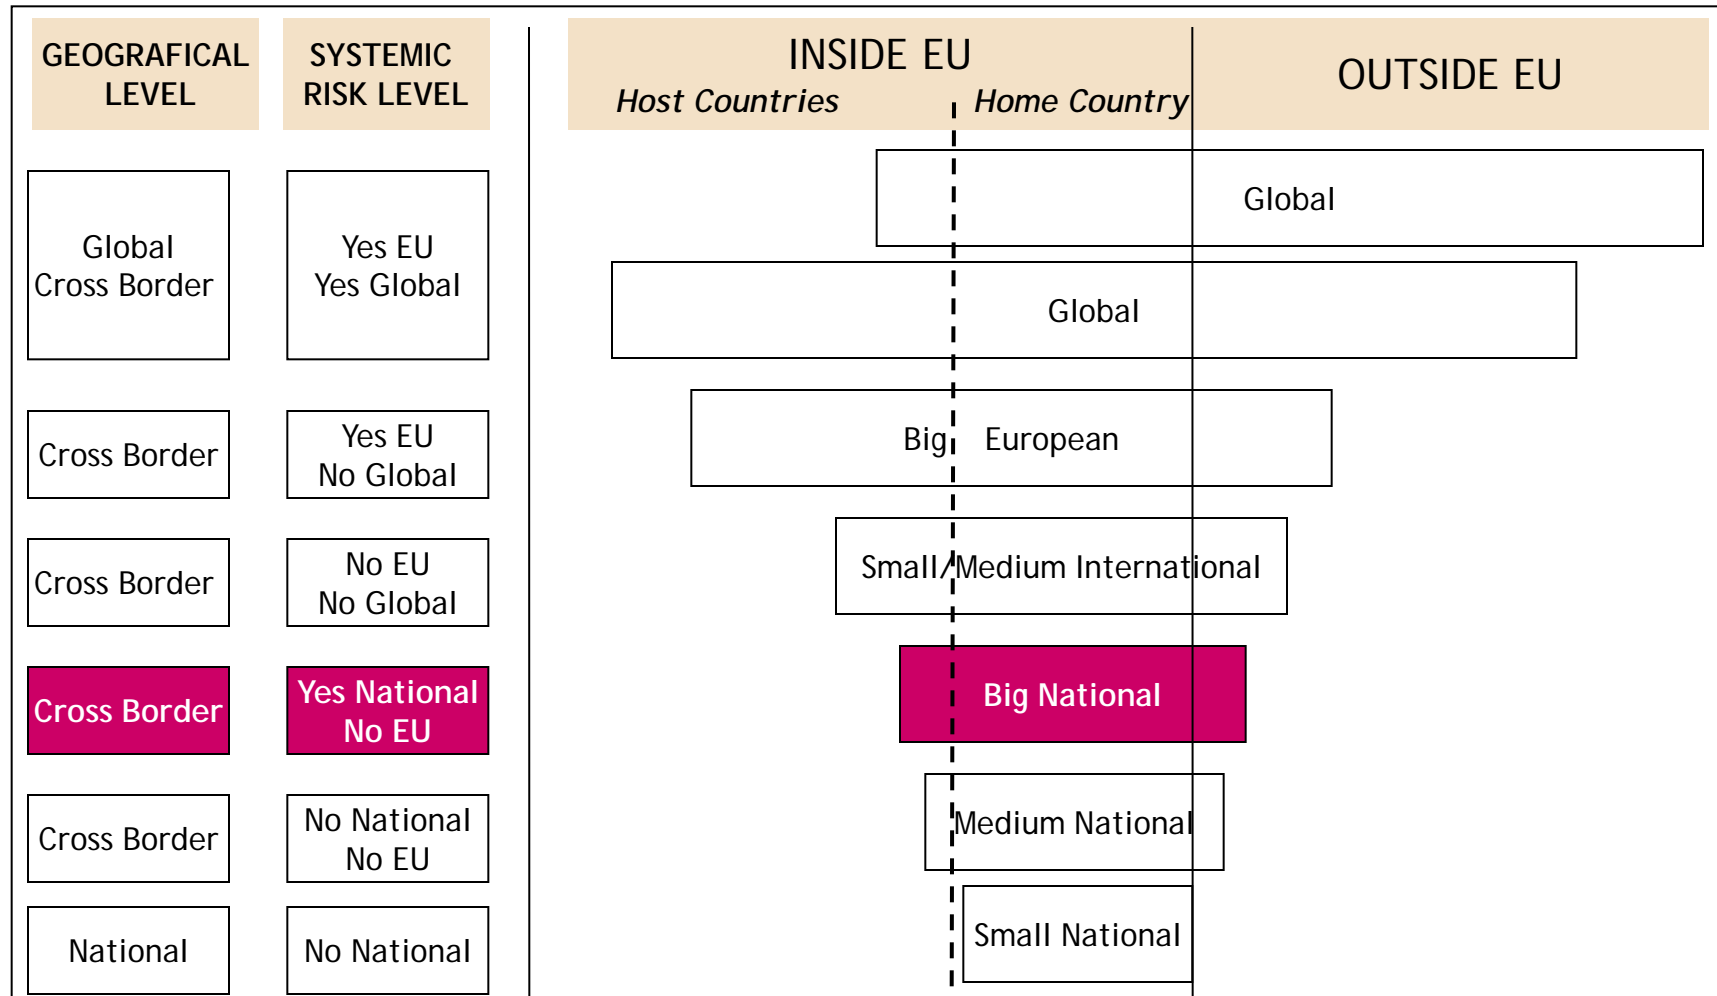 GEOGRAFICAL
LEVEL
SYSTEMIC
RISK LEVEL
INSIDE EU
Host Countries
Home Country
OUTSIDE EU
Global
Cross Border
Yes EU
Yes Global
Global
Global
Cross Border
Yes EU
No Global
Big European
Cross Border
No EU
No Global
Small/Medium International
Cross Border
Yes National
No EU
Big National
Cross Border
No National
No EU
Medium National
National
No National
Small National